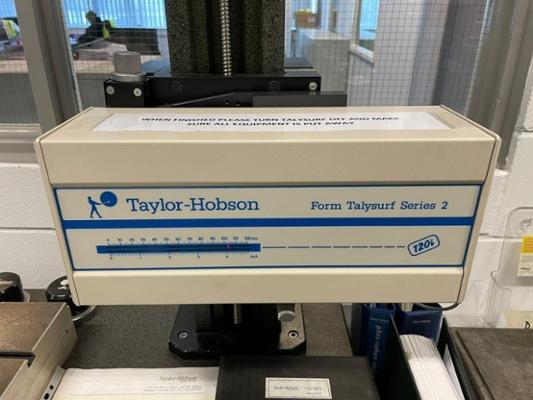 WHEN FINISHED PLEASE TURN TALYSURF OFF AND MAKE
SURE ALL EQUIPMENT IS PUT AWAY
Taylor-Hobson
Form Talysurf Series 2
120i
Taylor-Hobson